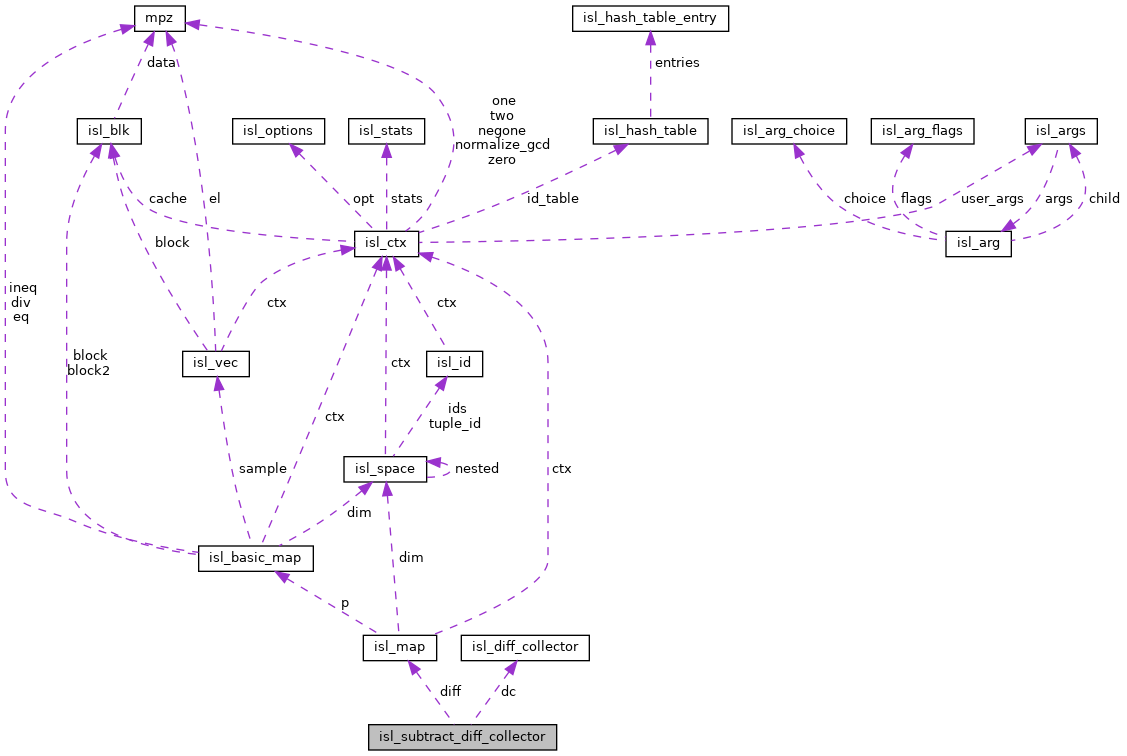 mpz
isl_hash_table_entry
data
entries
one
two
negone
normalize_gcd
zero
isl_blk
isl_options
isl_stats
isl_hash_table
isl_arg_choice
isl_arg_flags
isl_args
cache
el
opt
stats
id_table
choice
flags
user_args
args
child
block
isl_ctx
isl_arg
ineq
div
eq
ctx
ctx
block
block2
isl_vec
ctx
isl_id
ctx
ids
tuple_id
sample
isl_space
nested
ctx
dim
isl_basic_map
dim
p
isl_map
isl_diff_collector
diff
dc
isl_subtract_diff_collector